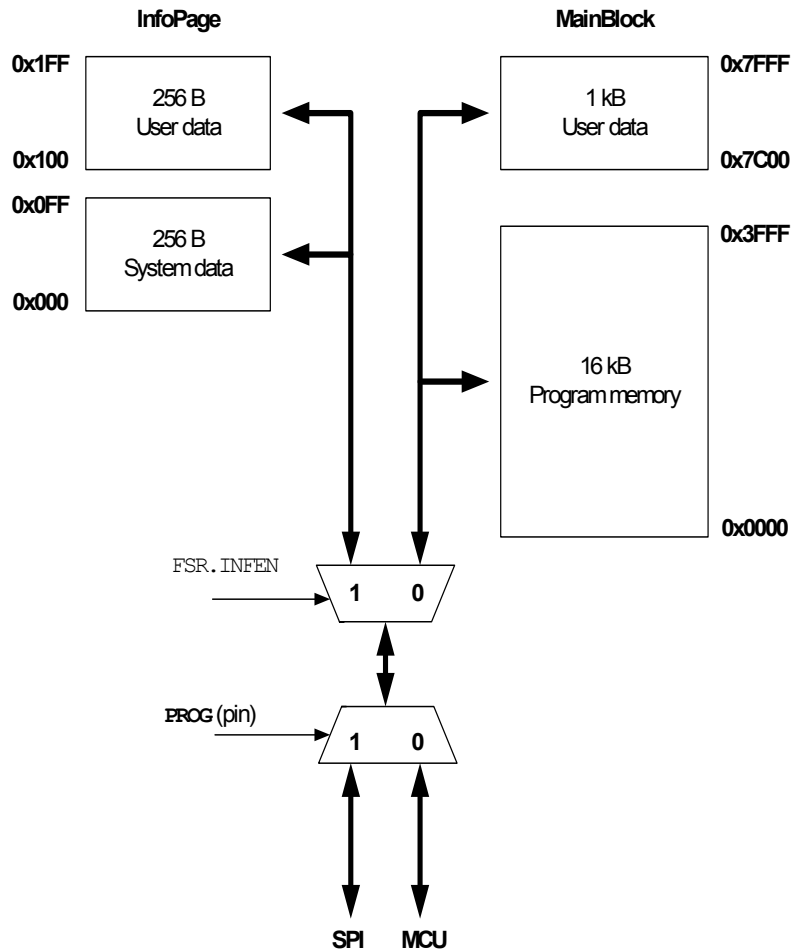 InfoPage
MainBlock
0x1FF
256 B
User data
0x100
0x0FF
256 B
System data
0x000
1 kB
User data
0x7FFF
0x7C00
0x3FFF
16 kB
Program memory
0x0000
FSR.INFEN
1 0
PROG (pin)
1 0
SPI MCU